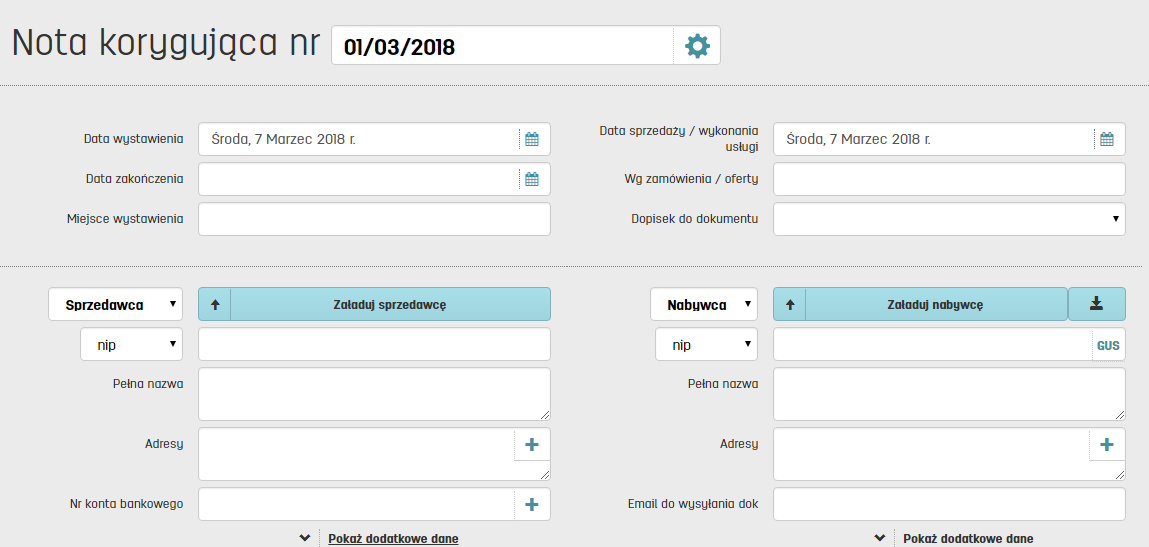 Nota korygująca nr 01/03/2018
Data wystawienia Środa, 7 Marzec 2018 r.
Data sprzedaży / wykonania
usługi Środa, 7 Marzec 2018 r.
Data zakończenia
Wg zamówienia / oferty
Miejsce wystawienia
Dopisek do dokumentu
Sprzedawca Załaduj sprzedawcę
Nabywca Załaduj nabywcę
nip
nip GUS
Pełna nazwa
Pełna nazwa
Adresy
Adresy
Nr konta bankowego
Email do wysyłania dok
Pokaż dodatkowe dane
Pokaż dodatkowe dane